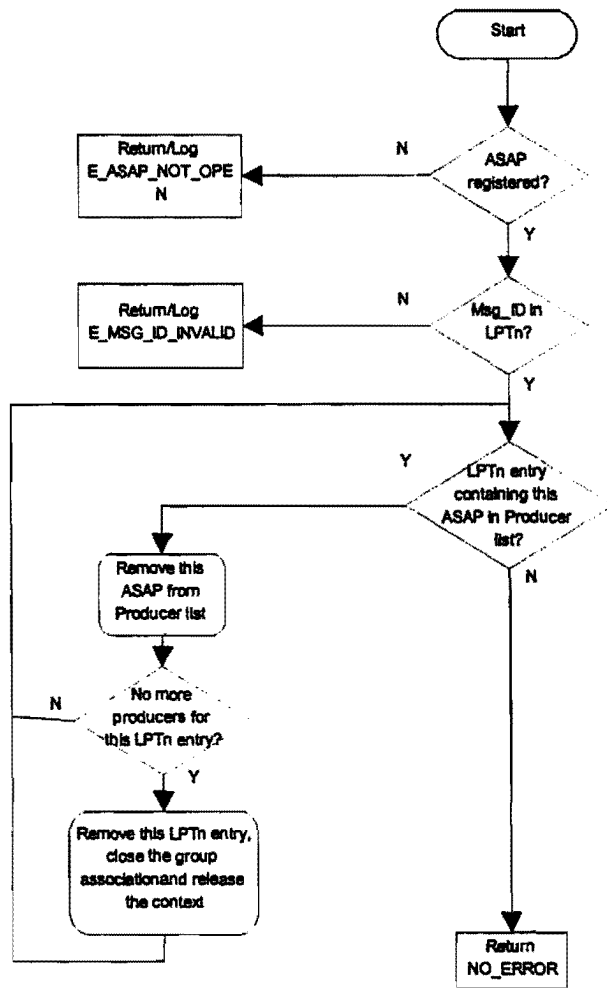 Start
N
Return/Log
E_ASAP_NOT_OPE
N
ASAP
registered?
Y
N
Return/Log
E_MSG_ID_INVALID
Msg_ID in
LPTn?
Y
Y
LPTn entry
containing this
ASAP in Producer
list?
N
Remove this
ASAP from
Producer list
N
No more
producers for
this LPTn entry?
Y
Remove this LPTn entry,
close the group
associationand release
the context
Return
NO_ERROR